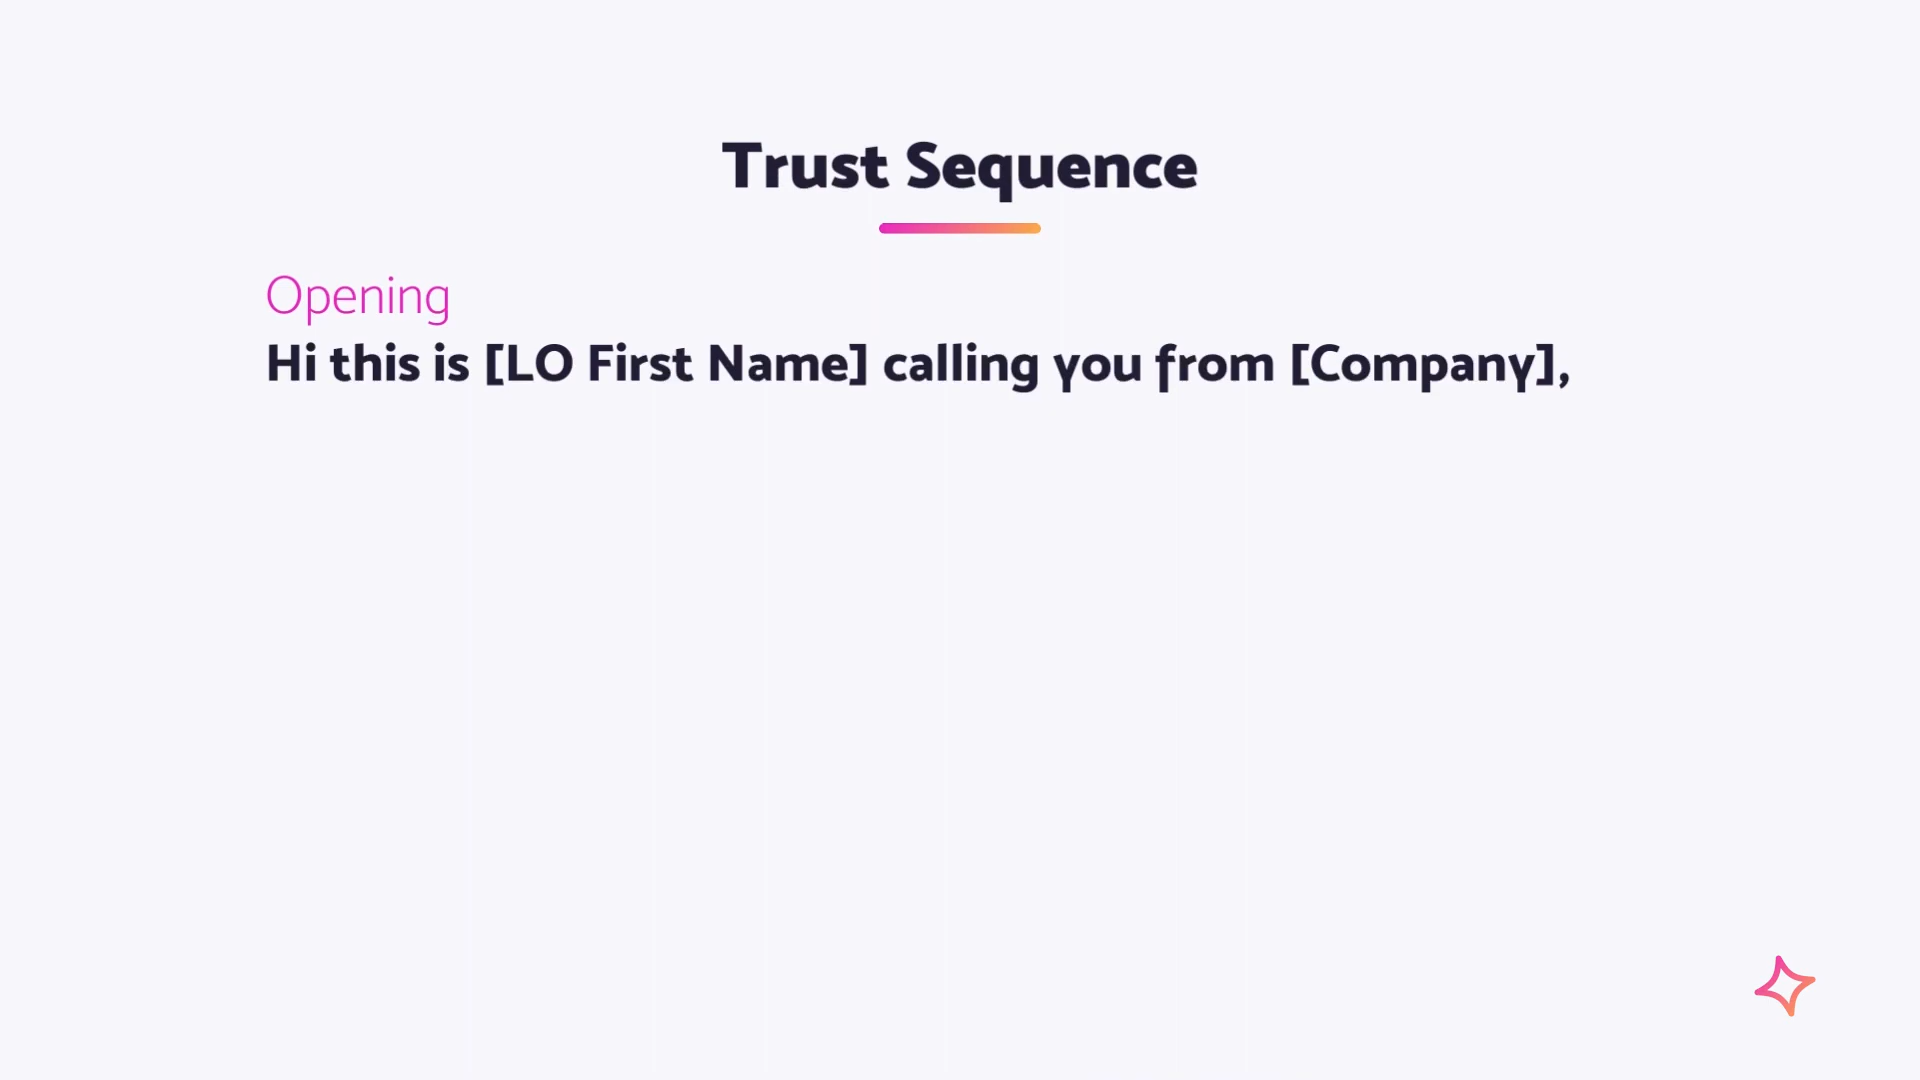 Trust Sequence
Opening
Hi this is [LO First Name] calling you from [Company],